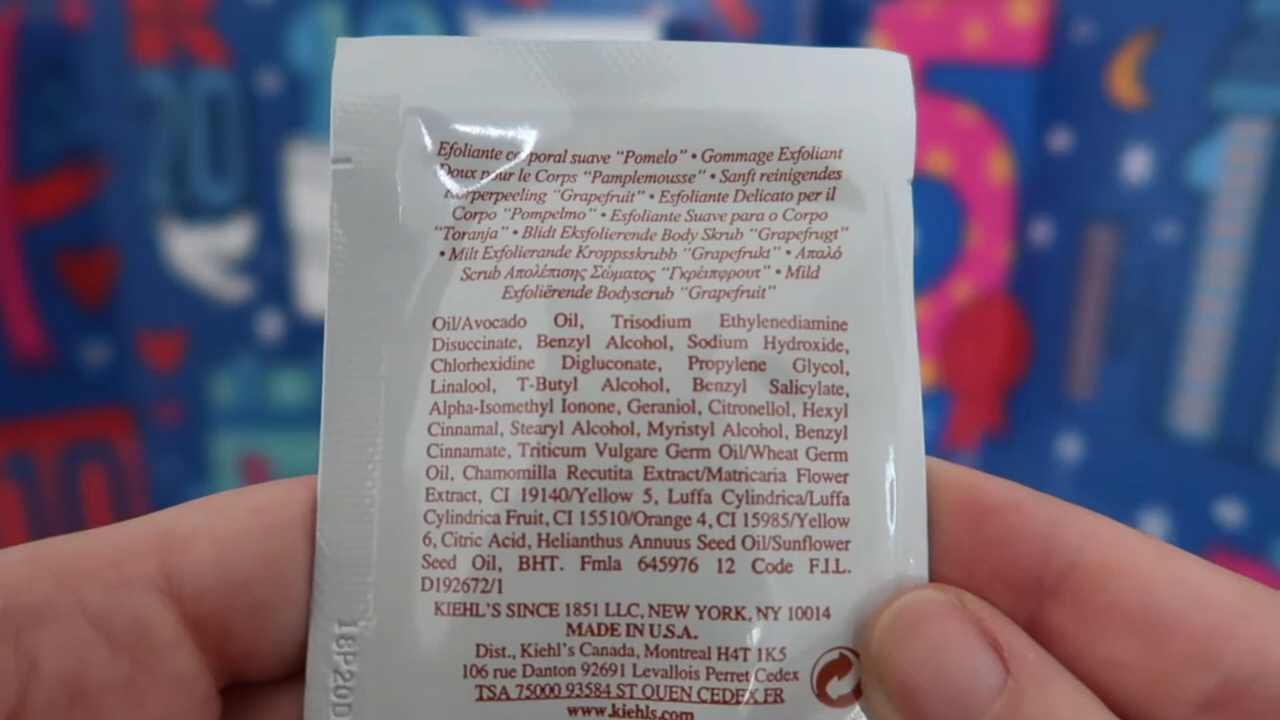 Efoliante corporal suave "Pomelo" • Gommage Exfoliant
Doux pour le Corps "Pamplemousse" • Sanft reinigendes
Körperpeeling "Grapefruit" • Esfoliante Delicato per il
Corpo "Pompelmo" • Esfoliante Suave para o Corpo
"Toranja" • Blidt Eksfolierende Body Skrub "Grapefrugt"
• Milt Exfolierande Kroppsskrubb "Grapefrukt" • Απαλό
Scrub Απολέπισης Σώματος "Γκρέιπφρουτ" • Mild
Exfoliërende Bodyscrub "Grapefruit"
Oil/Avocado Oil, Trisodium Ethylenediamine
Disuccinate, Benzyl Alcohol, Sodium Hydroxide,
Chlorhexidine Digluconate, Propylene Glycol,
Linalool, T-Butyl Alcohol, Benzyl Salicylate,
Alpha-Isomethyl Ionone, Geraniol, Citronellol, Hexyl
Cinnamal, Stearyl Alcohol, Myristyl Alcohol, Benzyl
Cinnamate, Triticum Vulgare Germ Oil/Wheat Germ
Oil, Chamomilla Recutita Extract/Matricaria Flower
Extract, CI 19140/Yellow 5, Luffa Cylindrica/Luffa
Cylindrica Fruit, CI 15510/Orange 4, CI 15985/Yellow
6, Citric Acid, Helianthus Annuus Seed Oil/Sunflower
Seed Oil, BHT. Fmla 645976 12 Code F.I.L.
D192672/1
KIEHL'S SINCE 1851 LLC, NEW YORK, NY 10014
MADE IN U.S.A.
Dist., Kiehl's Canada, Montreal H4T 1K5
106 rue Danton 92691 Levallois Perret Cedex
TSA 75000 93584 ST OUEN CEDEX FR
www.kiehls.com
18P20D
5
20
10